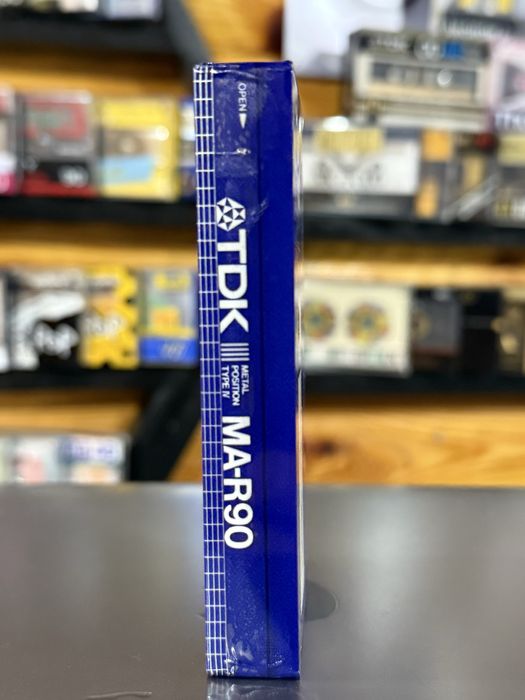 OPEN
TDK
METAL
POSITION
TYPE IV
MA-R90